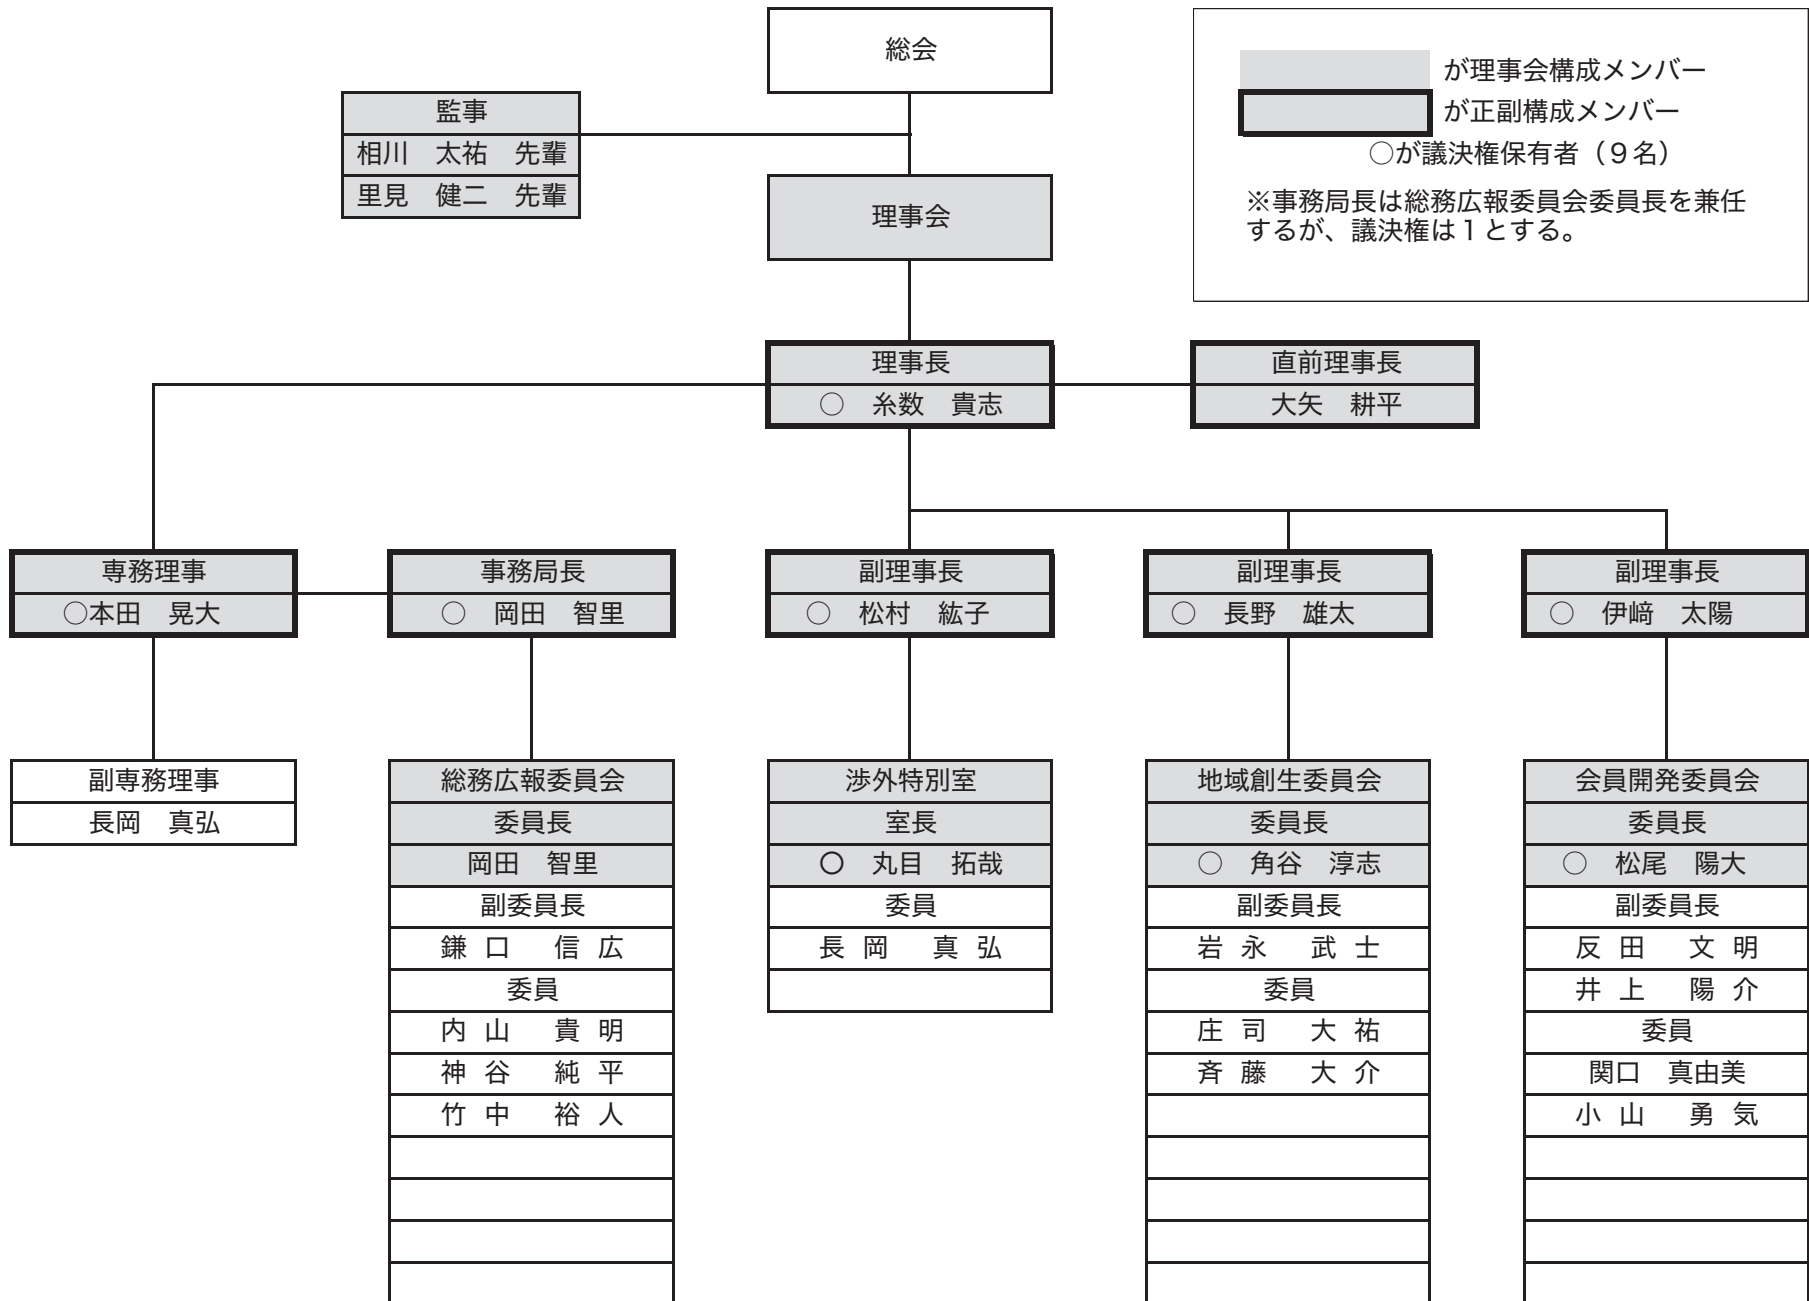 総会
が理事会構成メンバー
が正副構成メンバー
○が議決権保有者（９名）
※事務局長は総務広報委員会委員長を兼任
するが、議決権は１とする。
監事
相川　太祐　先輩
里見　健二　先輩
理事会
理事長
○　糸数　貴志
直前理事長
大矢　耕平
専務理事
○本田　晃大
事務局長
○　岡田　智里
副理事長
○　松村　紘子
副理事長
○　長野　雄太
副理事長
○　伊﨑　太陽
副専務理事
長岡　真弘
総務広報委員会
委員長
岡田　智里
副委員長
鎌口　信広
委員
内山　貴明
神谷　純平
竹中　裕人
渉外特別室
室長
○　丸目　拓哉
委員
長岡　真弘
地域創生委員会
委員長
○　角谷　淳志
副委員長
岩永　武士
委員
庄司　大祐
斉藤　大介
会員開発委員会
委員長
○　松尾　陽大
副委員長
反田　文明
井上　陽介
委員
関口　真由美
小山　勇気